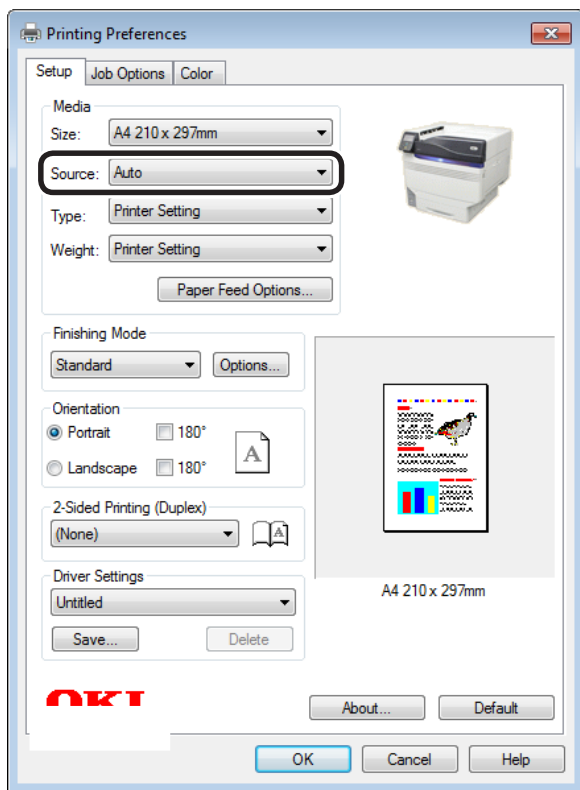 Printing Preferences
Setup Job Options Color
Media
Size: A4 210 x 297mm
Source: Auto
Type: Printer Setting
Weight: Printer Setting
Paper Feed Options...
Finishing Mode
Standard Options...
Orientation
Portrait 180°
Landscape 180°
A
2-Sided Printing (Duplex)
(None) A
Driver Settings
Untitled
Save... Delete
A4 210 x 297mm
OKI
About... Default
OK Cancel Help